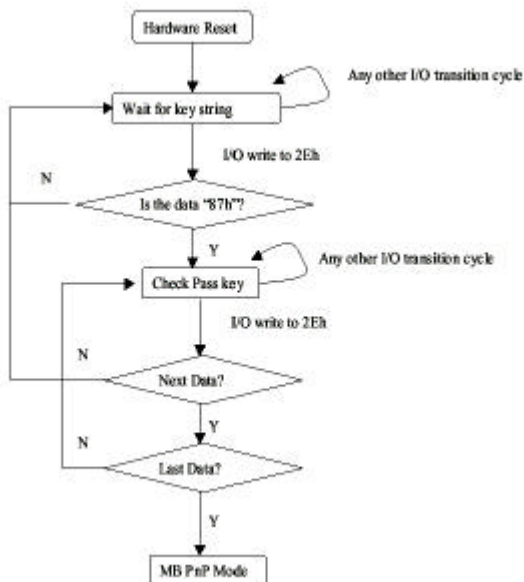 Hardware Reset
Any other I/O transition cycle
Wait for key string
I/O write to 2Eh
N
Is the data "87h"?
Y
Any other I/O transition cycle
Check Pass key
I/O write to 2Eh
N
Next Data?
Y
N
Last Data?
Y
MB PnP Mode